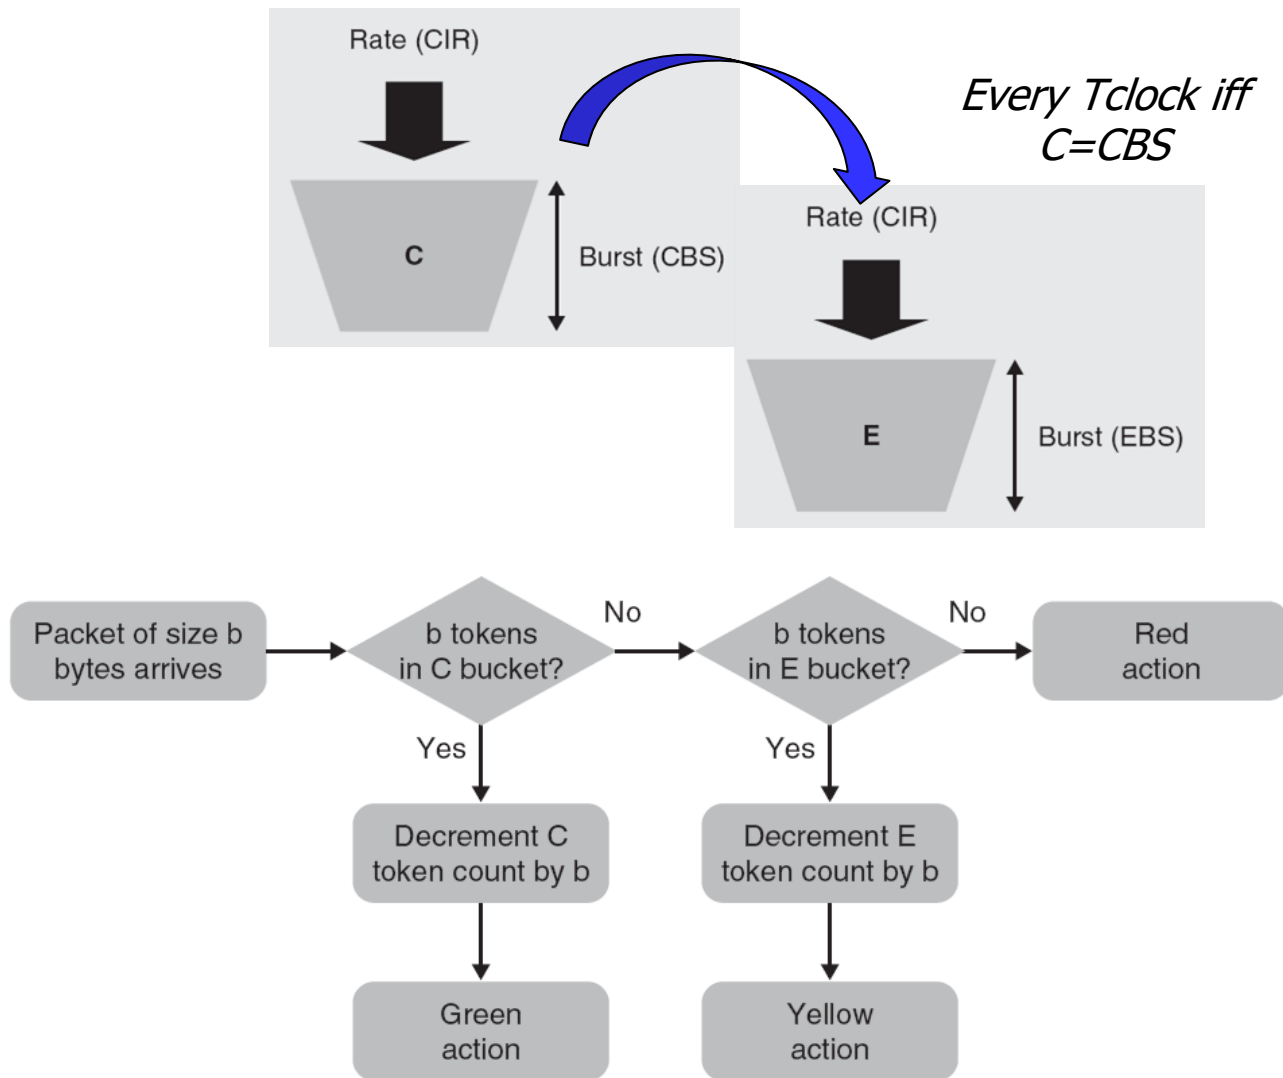 Rate (CIR)
Every Tclock iff
C=CBS
C
Burst (CBS)
Rate (CIR)
E
Burst (EBS)
Packet of size b
bytes arrives
b tokens
in C bucket?
No
b tokens
in E bucket?
No
Red
action
Yes
Yes
Decrement C
token count by b
Decrement E
token count by b
Green
action
Yellow
action